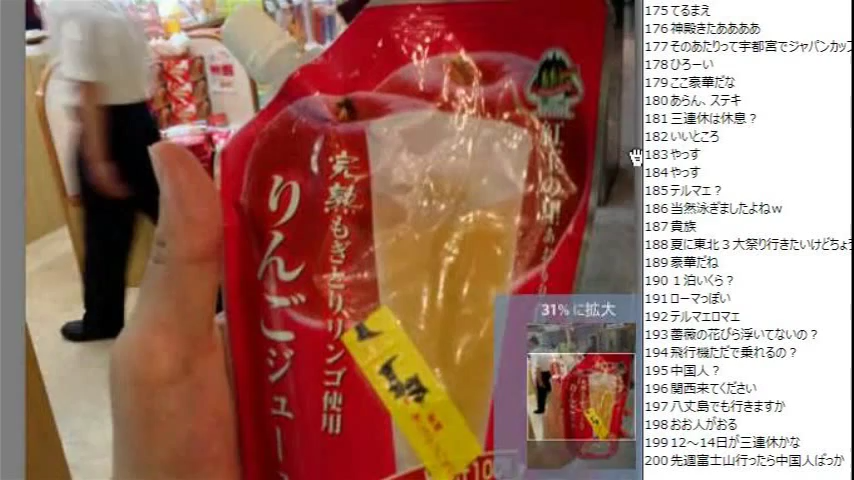 完熟もぎとりリンゴ使用
りんごジュース
31% に拡大
175 てるまえ
176 神殿きたああああ
177 そのあたりって宇都宮でジャパンカップ
178 ひろーい
179 ここ豪華だな
180 あらん、ステキ
181 三連休は休息？
182 いいところ
183 やっす
184 やっす
185 テルマエ？
186 当然泳ぎましたよねｗ
187 貴族
188 夏に東北３大祭り行きたいけどちょう
189 豪華だね
190 １泊いくら？
191 ローマっぽい
192 テルマエロマエ
193 薔薇の花びら浮いてないの？
194 飛行機ただで乗れるの？
195 中国人？
196 関西来てください
197 八丈島でも行きますか
198 おお人がおる
199 12～14日が三連休かな
200 先週富士山行ったら中国人ばっか